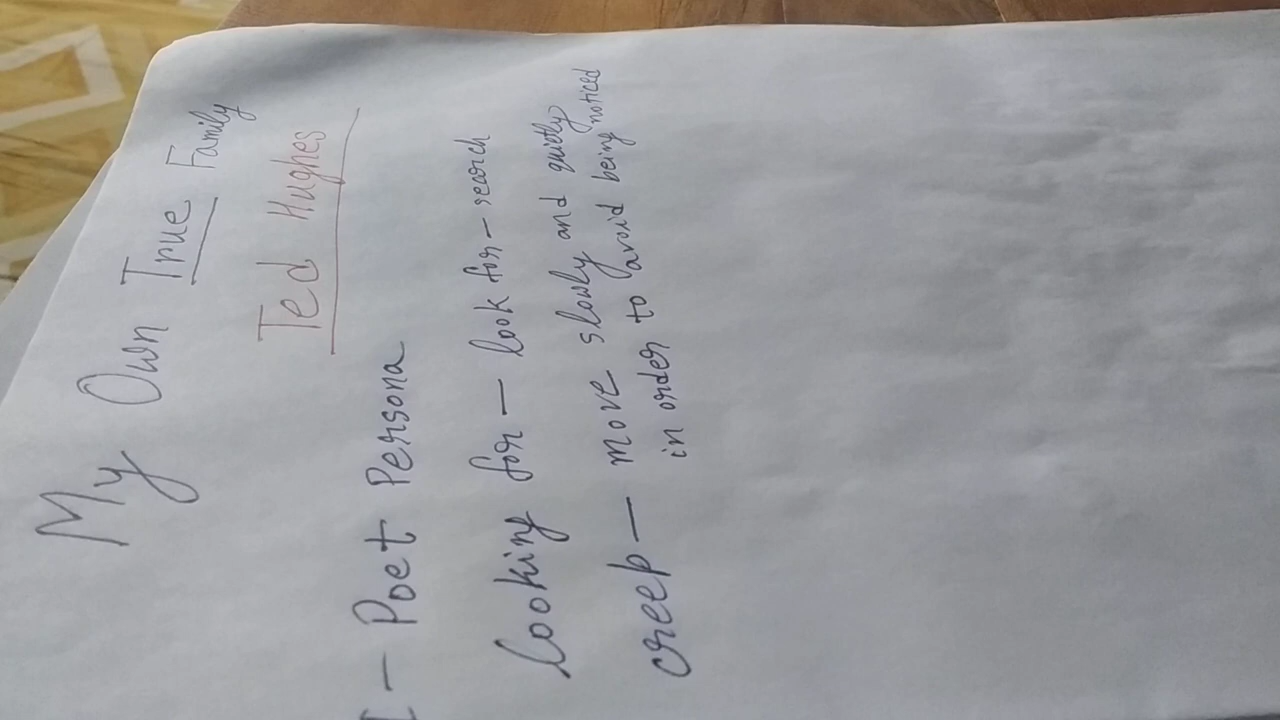 My Own True Family
Ted Hughes
I - Poet Persona
looking for - look for - search
creep - move slowly and quietly
in order to avoid being noticed